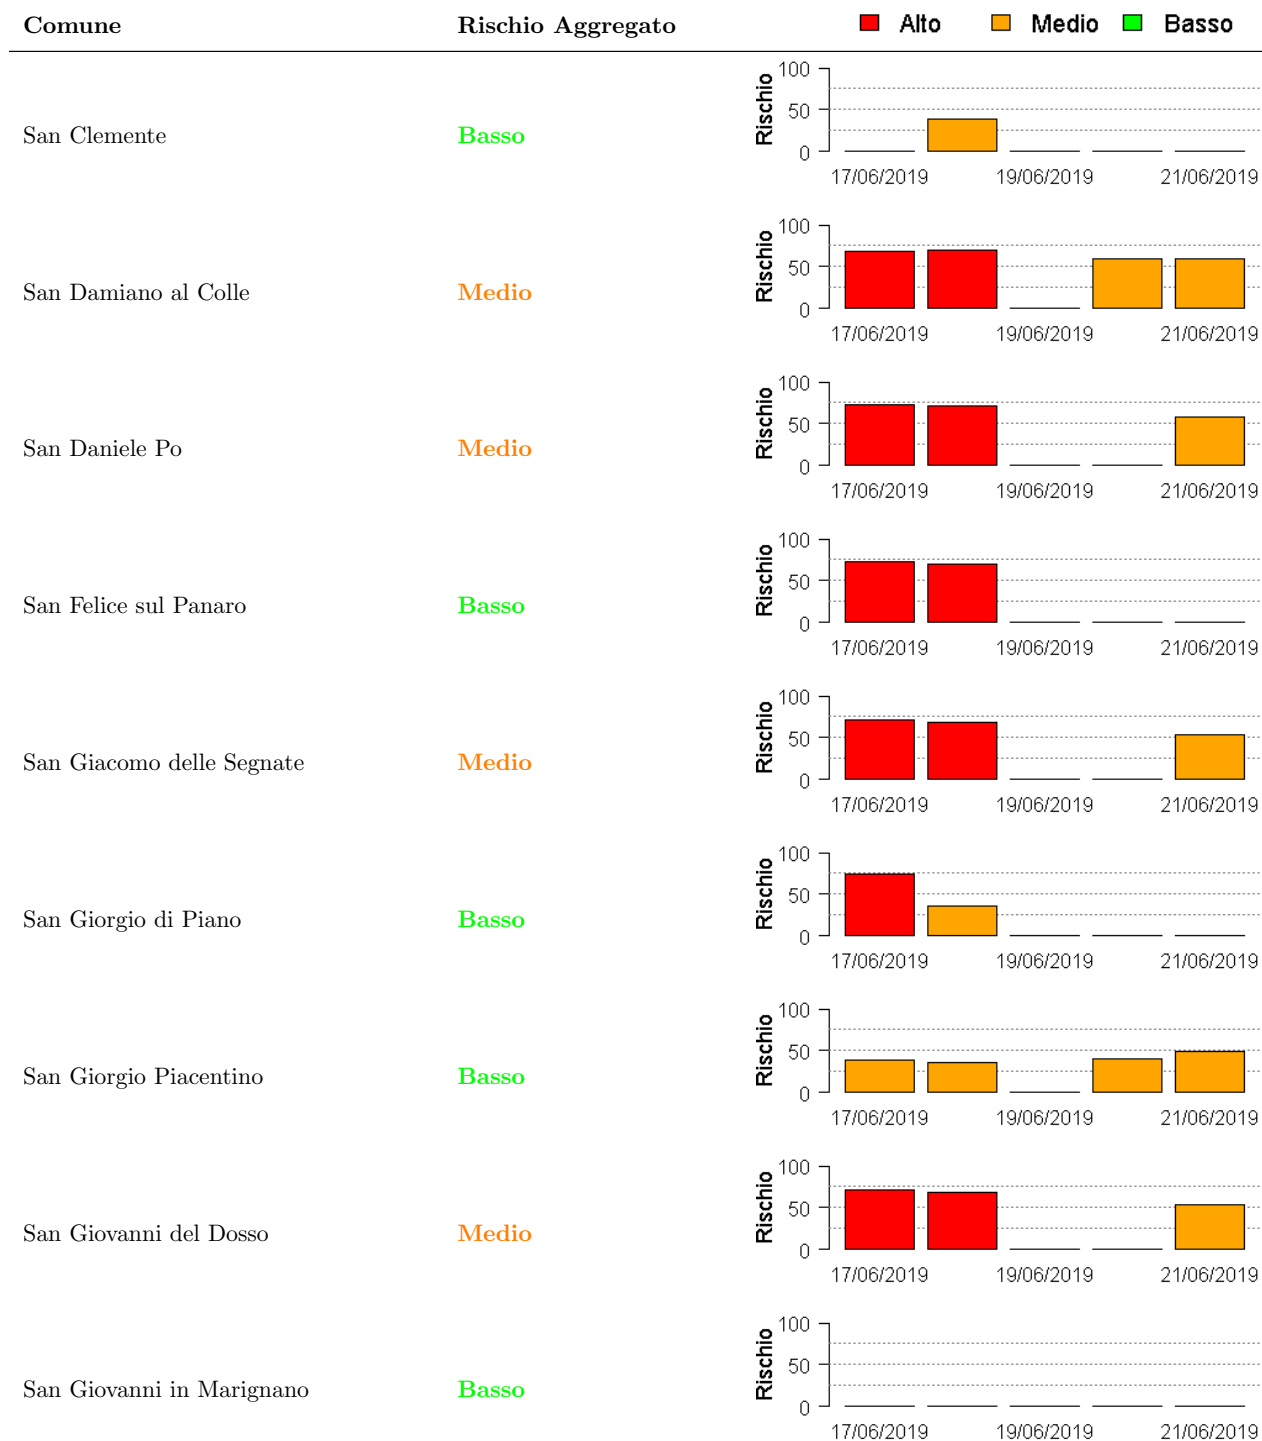 Comune Rischio Aggregato Alto Medio Basso
100
50
0
Rischio
San Clemente Basso
17/06/2019 19/06/2019 21/06/2019
100
50
0
Rischio
San Damiano al Colle Medio
17/06/2019 19/06/2019 21/06/2019
100
50
0
Rischio
San Daniele Po Medio
17/06/2019 19/06/2019 21/06/2019
100
50
0
Rischio
San Felice sul Panaro Basso
17/06/2019 19/06/2019 21/06/2019
100
50
0
Rischio
San Giacomo delle Segnate Medio
17/06/2019 19/06/2019 21/06/2019
100
50
0
Rischio
San Giorgio di Piano Basso
17/06/2019 19/06/2019 21/06/2019
100
50
0
Rischio
San Giorgio Piacentino Basso
17/06/2019 19/06/2019 21/06/2019
100
50
0
Rischio
San Giovanni del Dosso Medio
17/06/2019 19/06/2019 21/06/2019
100
50
0
Rischio
San Giovanni in Marignano Basso
17/06/2019 19/06/2019 21/06/2019